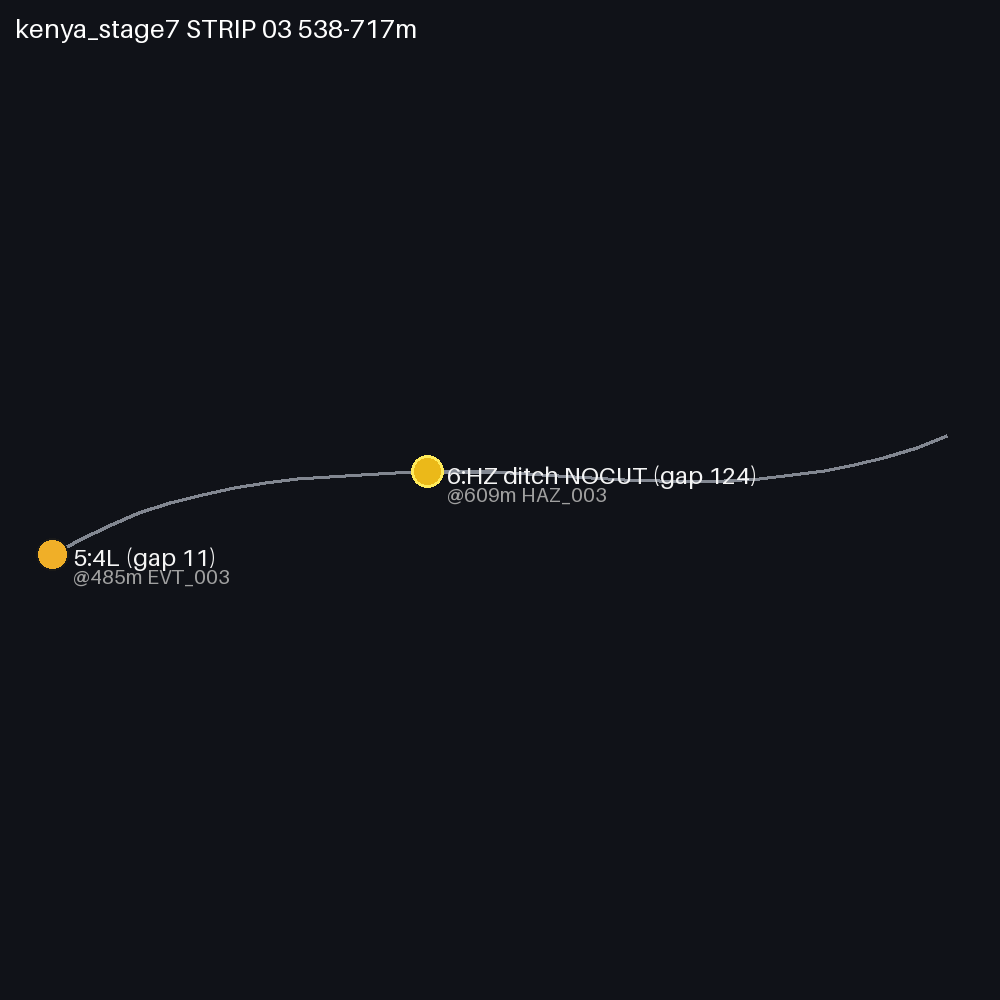 kenya_stage7 STRIP 03 538-717m
6:HZ ditch NOCUT (gap 124)
@609m HAZ_003
5:4L (gap 11)
@485m EVT_003